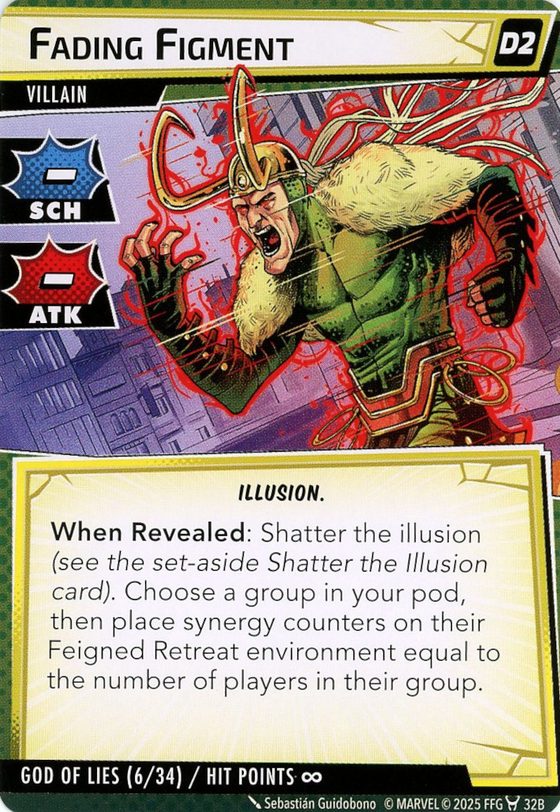 FADING FIGMENT
D2
VILLAIN
-
SCH
-
ATK
ILLUSION.
When Revealed: Shatter the illusion
(see the set-aside Shatter the Illusion
card). Choose a group in your pod,
then place synergy counters on their
Feigned Retreat environment equal to
the number of players in their group.
GOD OF LIES (6/34) / HIT POINTS ∞
Sebastián Guidobono © MARVEL © 2025 FFG 32B